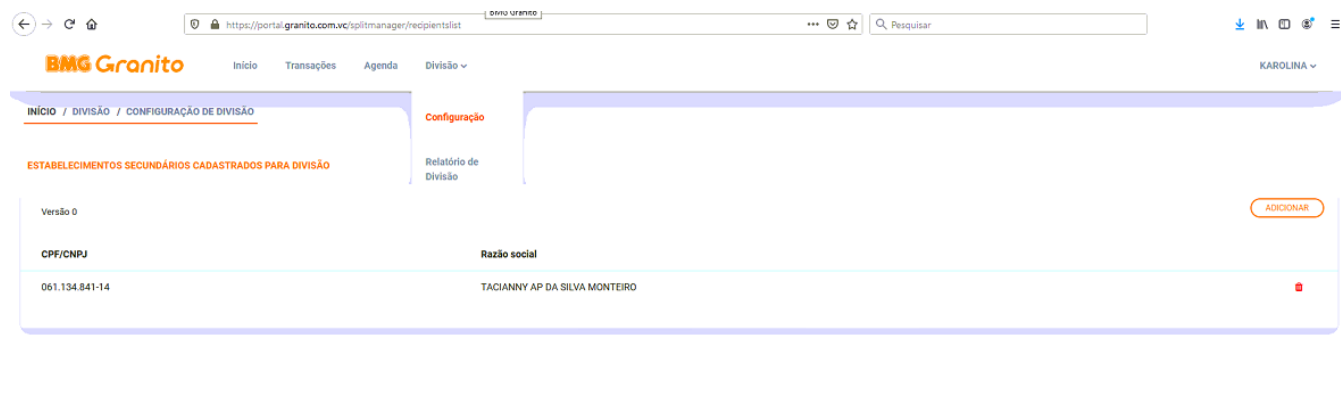 BMG Granito
https://portal.granito.com.vc/splitmanager/recipientslist
Pesquisar
BMG Granito
Início
Transações
Agenda
Divisão
KAROLINA
INÍCIO / DIVISÃO / CONFIGURAÇÃO DE DIVISÃO
Configuração
ESTABELECIMENTOS SECUNDÁRIOS CADASTRADOS PARA DIVISÃO
Relatório de
Divisão
Versão 0
ADICIONAR
CPF/CNPJ
Razão social
061.134.841-14
TACIANNY AP DA SILVA MONTEIRO